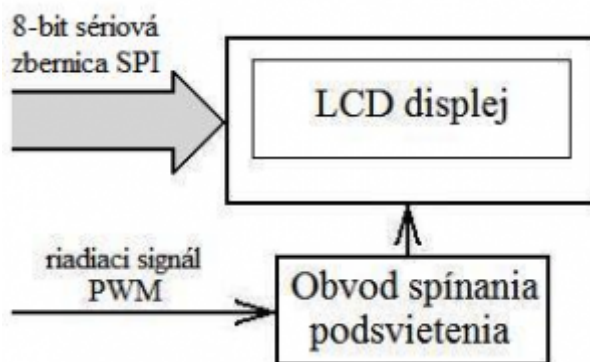 8-bit sériová
zbernica SPI
LCD displej
riadiaci signál
PWM
Obvod spínania
podsvietenia